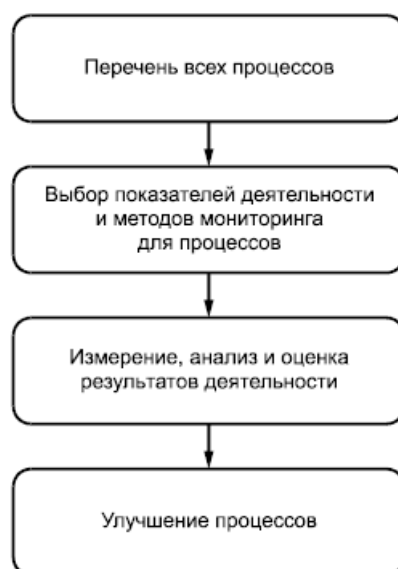 Перечень всех процессов
Выбор показателей деятельности
и методов мониторинга
для процессов
Измерение, анализ и оценка
результатов деятельности
Улучшение процессов